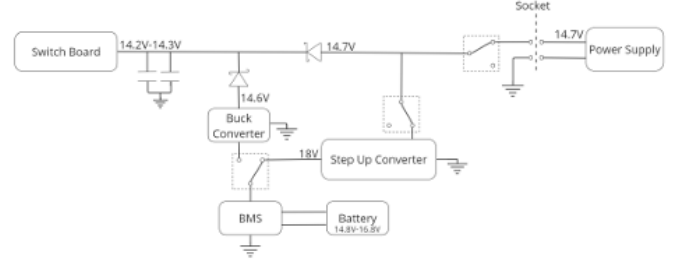 Socket
Switch Board
14.2V-14.3V
14.7V
14.7V
Power Supply
14.6V
Buck
Converter
18V
Step Up Converter
BMS
Battery
14.8V-16.8V